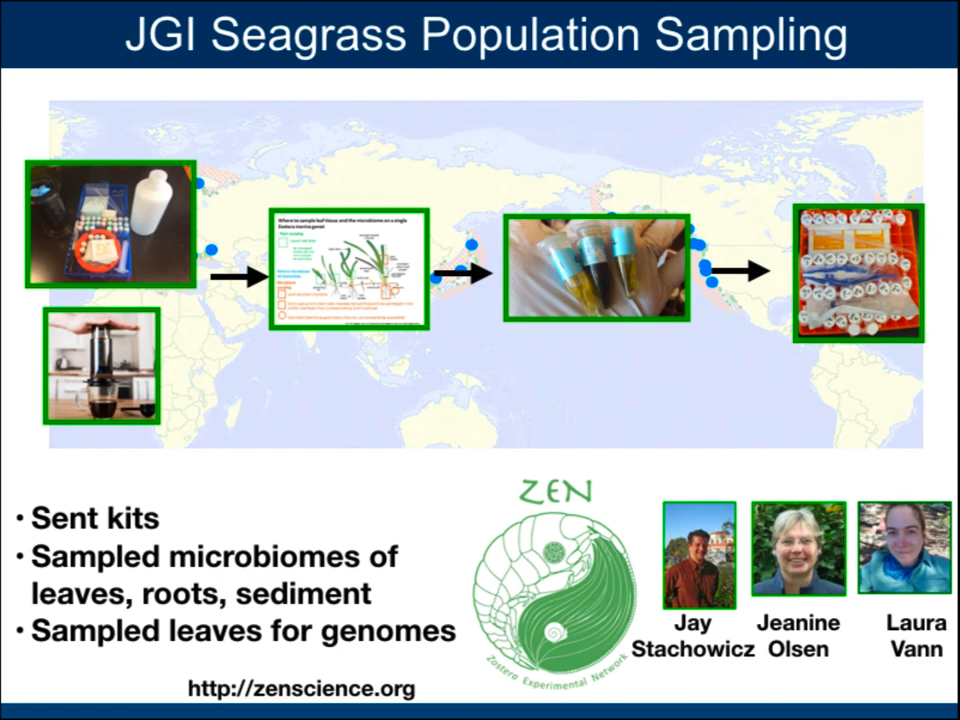 JGI Seagrass Population Sampling
Where to sample leaf tissue and the microbiome on a single
Zostera marina genet
• Sent kits
• Sampled microbiomes of
leaves, roots, sediment
• Sampled leaves for genomes
http://zenscience.org
ZEN
Zostera Experimental Network
Jay
Stachowicz
Jeanine
Olsen
Laura
Vann